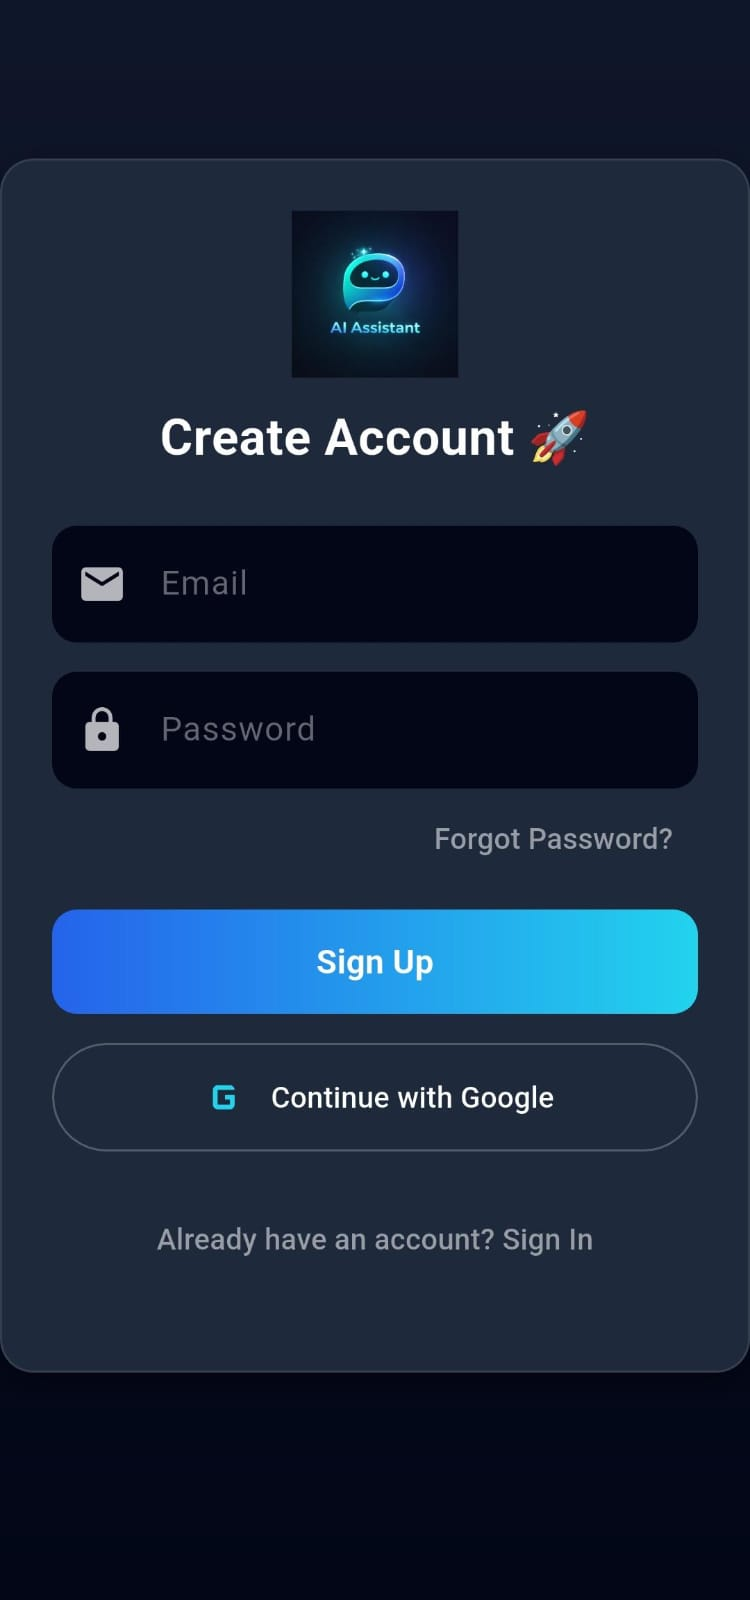 AI Assistant
Create Account 🚀
Email
Password
Forgot Password?
Sign Up
G Continue with Google
Already have an account? Sign In